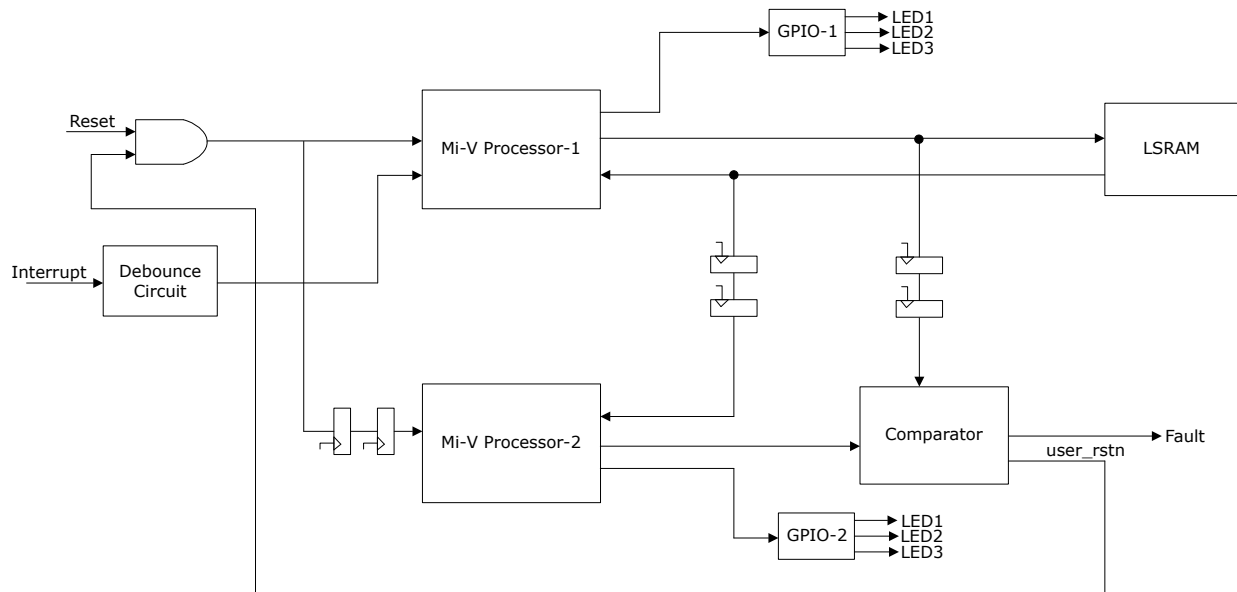 GPIO-1
LED1
LED2
LED3
Reset
Mi-V Processor-1
LSRAM
Interrupt
Debounce
Circuit
Mi-V Processor-2
Comparator
Fault
user_rstn
GPIO-2
LED1
LED2
LED3